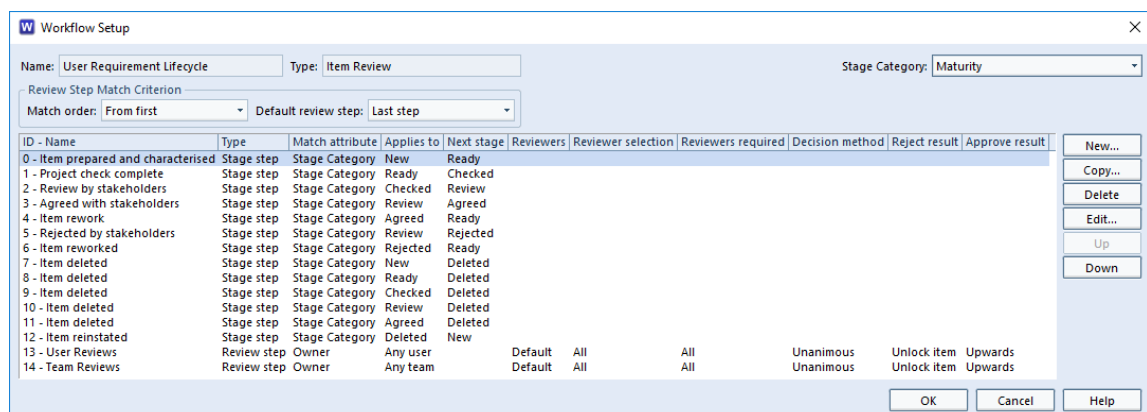 W Workflow Setup
Name: User Requirement Lifecycle Type: Item Review Stage Category: Maturity
Review Step Match Criterion
Match order: From first Default review step: Last step
ID - Name Type Match attribute Applies to Next stage Reviewers Reviewer selection Reviewers required Decision method Reject result Approve result New...
0 - Item prepared and characterised Stage step Stage Category New Ready
1 - Project check complete Stage step Stage Category Ready Checked Copy...
2 - Review by stakeholders Stage step Stage Category Checked Review
3 - Agreed with stakeholders Stage step Stage Category Review Agreed Delete
4 - Item rework Stage step Stage Category Agreed Ready Edit...
5 - Rejected by stakeholders Stage step Stage Category Review Rejected
6 - Item reworked Stage step Stage Category Rejected Ready Up
7 - Item deleted Stage step Stage Category New Deleted
8 - Item deleted Stage step Stage Category Ready Deleted Down
9 - Item deleted Stage step Stage Category Checked Deleted
10 - Item deleted Stage step Stage Category Review Deleted
11 - Item deleted Stage step Stage Category Agreed Deleted
12 - Item reinstated Stage step Stage Category Deleted New
13 - User Reviews Review step Owner Any user Default All All Unanimous Unlock item Upwards
14 - Team Reviews Review step Owner Any team Default All All Unanimous Unlock item Upwards
OK Cancel Help